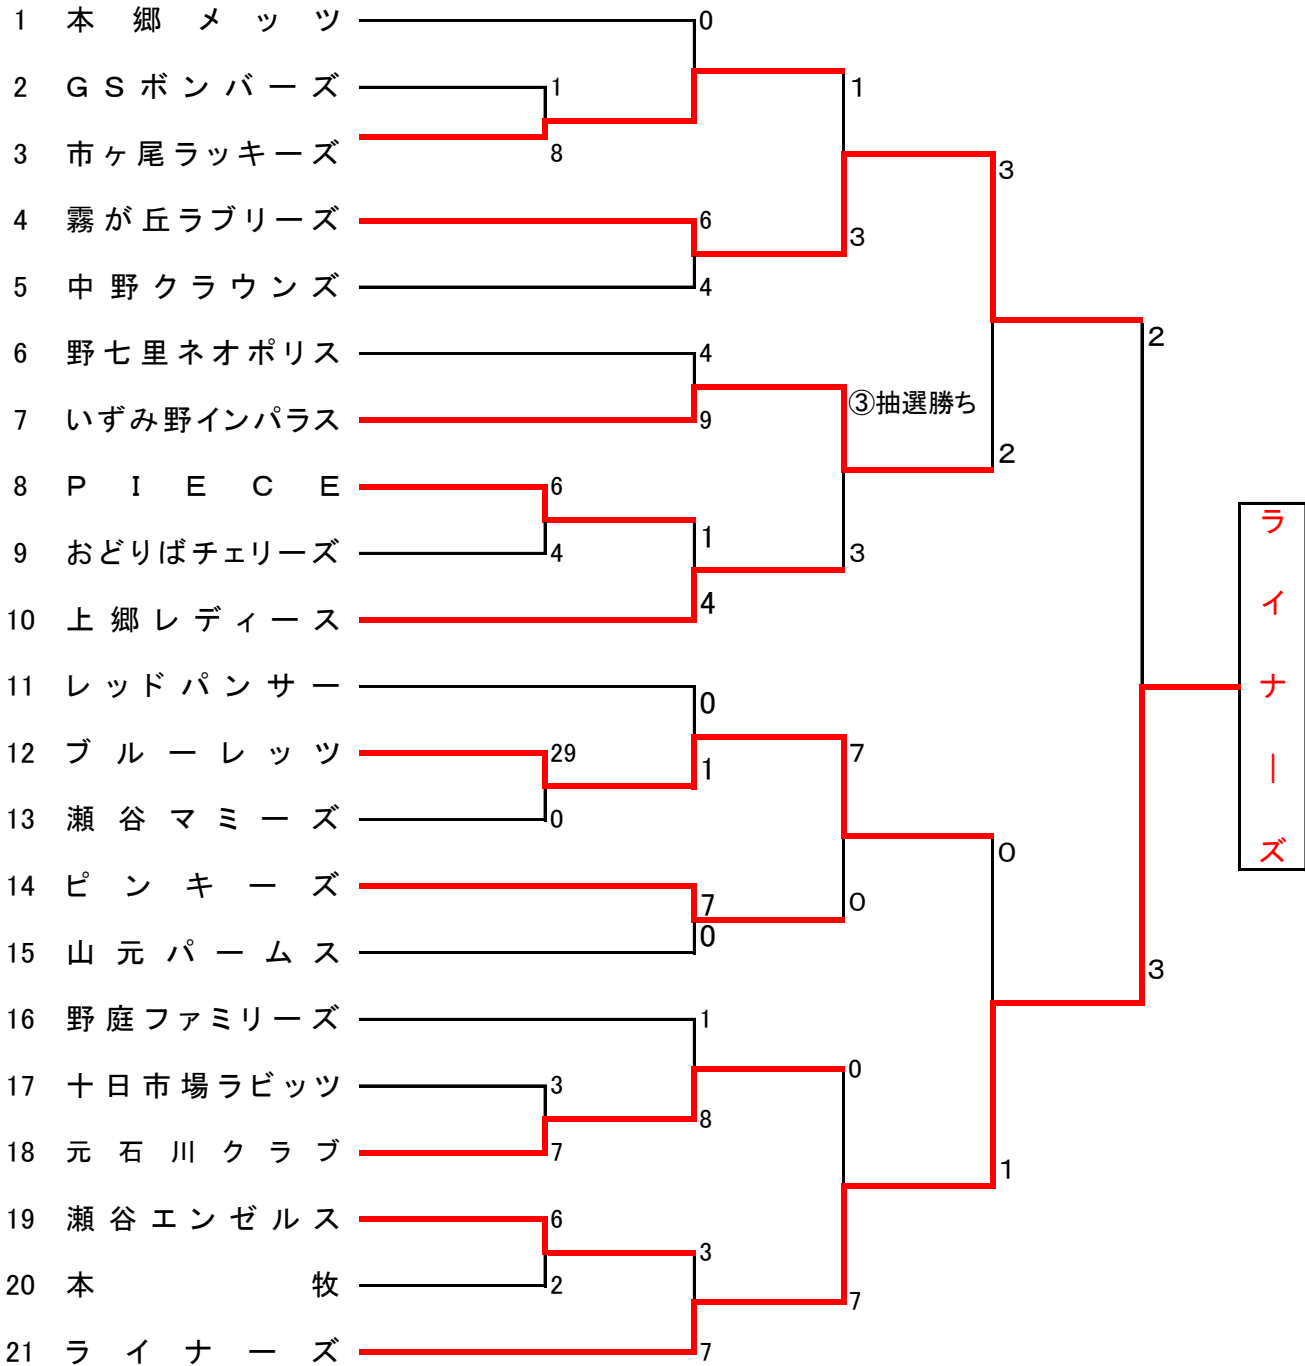 1 本郷メッツ 0
2 GSボンバーズ 1 1
3 市ヶ尾ラッキーズ 8 3
4 霧が丘ラブリーズ 6 3
5 中野クラウンズ 4
6 野七里ネオポリス 4 2
7 いずみ野インパラス 9 ③抽選勝ち
8 PIECE 6 2
9 おどりばチェリーズ 4 1 3
10 上郷レディース 4
11 レッドパンサー 0
12 ブルーレッツ 29 1 7
13 瀬谷マミーズ 0 0
14 ピンキーズ 7 0
15 山元パームス 0 3
16 野庭ファミリーズ 1
17 十日市場ラビッツ 3 0
18 元石川クラブ 7 8 1
19 瀬谷エンゼルス 6 3
20 本牧 2 7
21 ライナーズ 7
ライナーズ